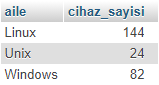 aile cihaz_sayisi
Linux 144
Unix 24
Windows 82